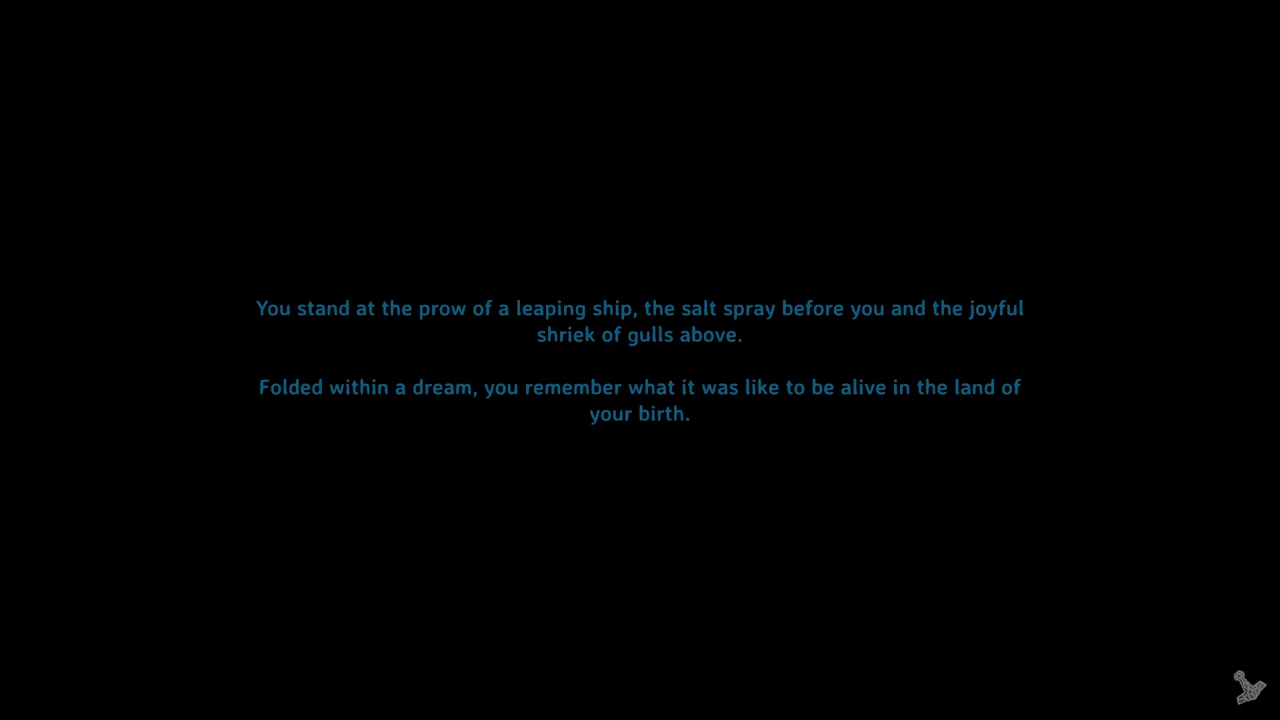 You stand at the prow of a leaping ship, the salt spray before you and the joyful
shriek of gulls above.
Folded within a dream, you remember what it was like to be alive in the land of
your birth.